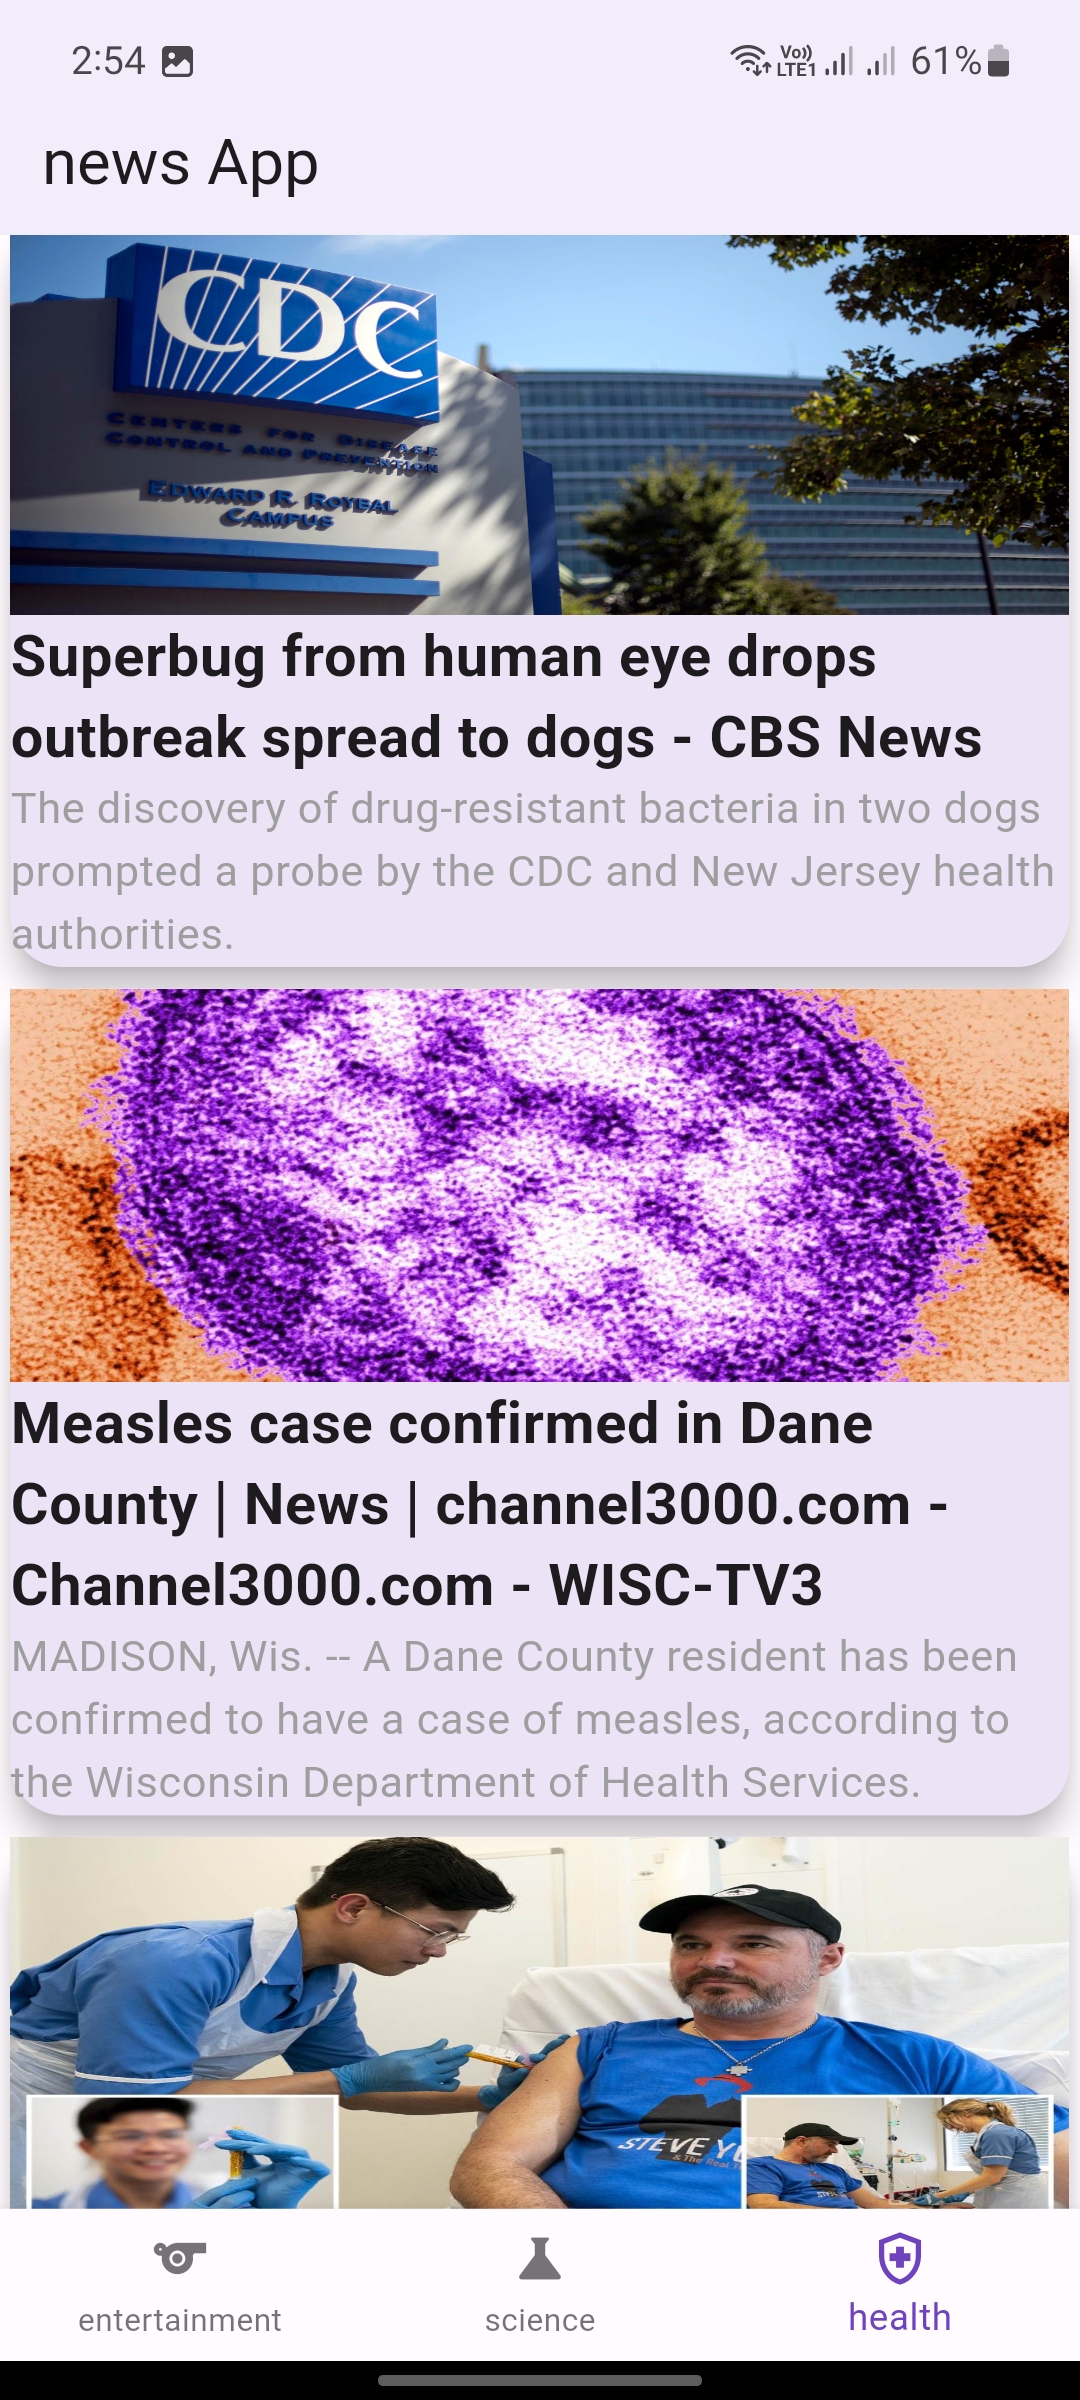 2:54
Vo))
LTE1
61%
news App
CDC
CENTERS FOR DISEASE
CONTROL AND PREVENTION
EDWARD R. ROYBAL
CAMPUS
Superbug from human eye drops
outbreak spread to dogs - CBS News
The discovery of drug-resistant bacteria in two dogs
prompted a probe by the CDC and New Jersey health
authorities.
Measles case confirmed in Dane
County | News | channel3000.com -
Channel3000.com - WISC-TV3
MADISON, Wis. -- A Dane County resident has been
confirmed to have a case of measles, according to
the Wisconsin Department of Health Services.
STEVE
& The Real
entertainment
science
health